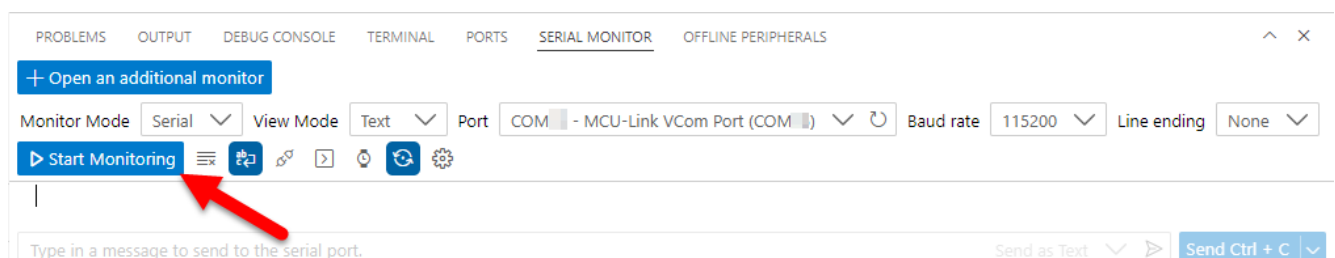 PROBLEMS OUTPUT DEBUG CONSOLE TERMINAL PORTS SERIAL MONITOR OFFLINE PERIPHERALS
Open an additional monitor
Monitor Mode Serial View Mode Text Port COM - MCU-Link VCom Port (COM ) Baud rate 115200 Line ending None
Start Monitoring
Type in a message to send to the serial port. Send as Text Send Ctrl + C